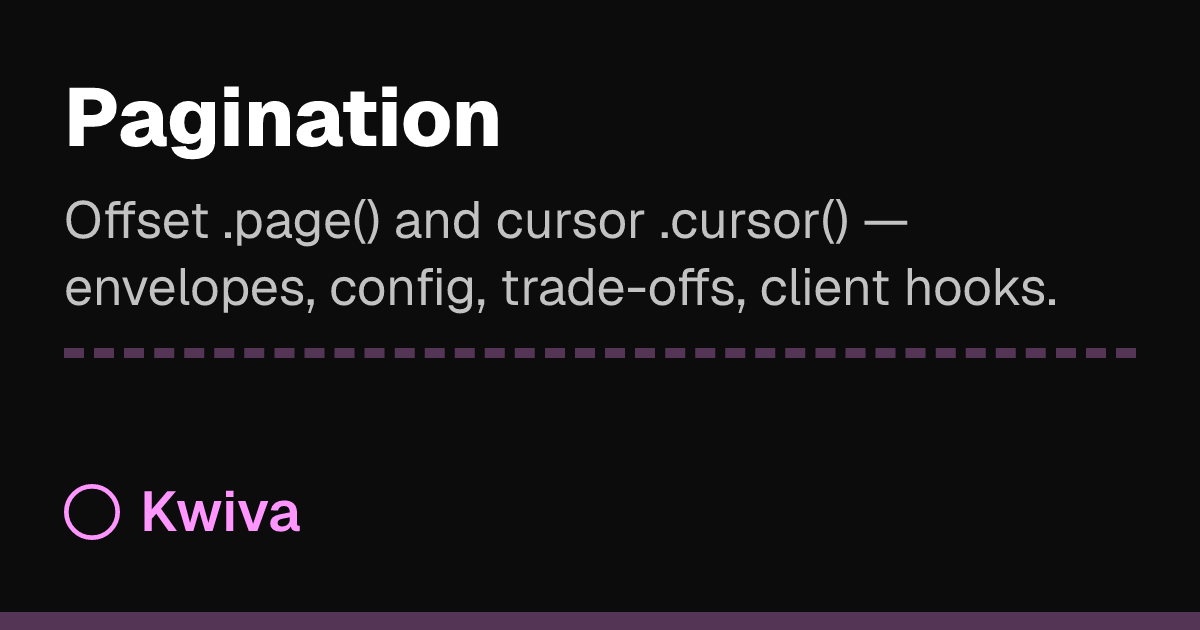 Pagination
Offset .page() and cursor .cursor() —
envelopes, config, trade-offs, client hooks.
Kwiva